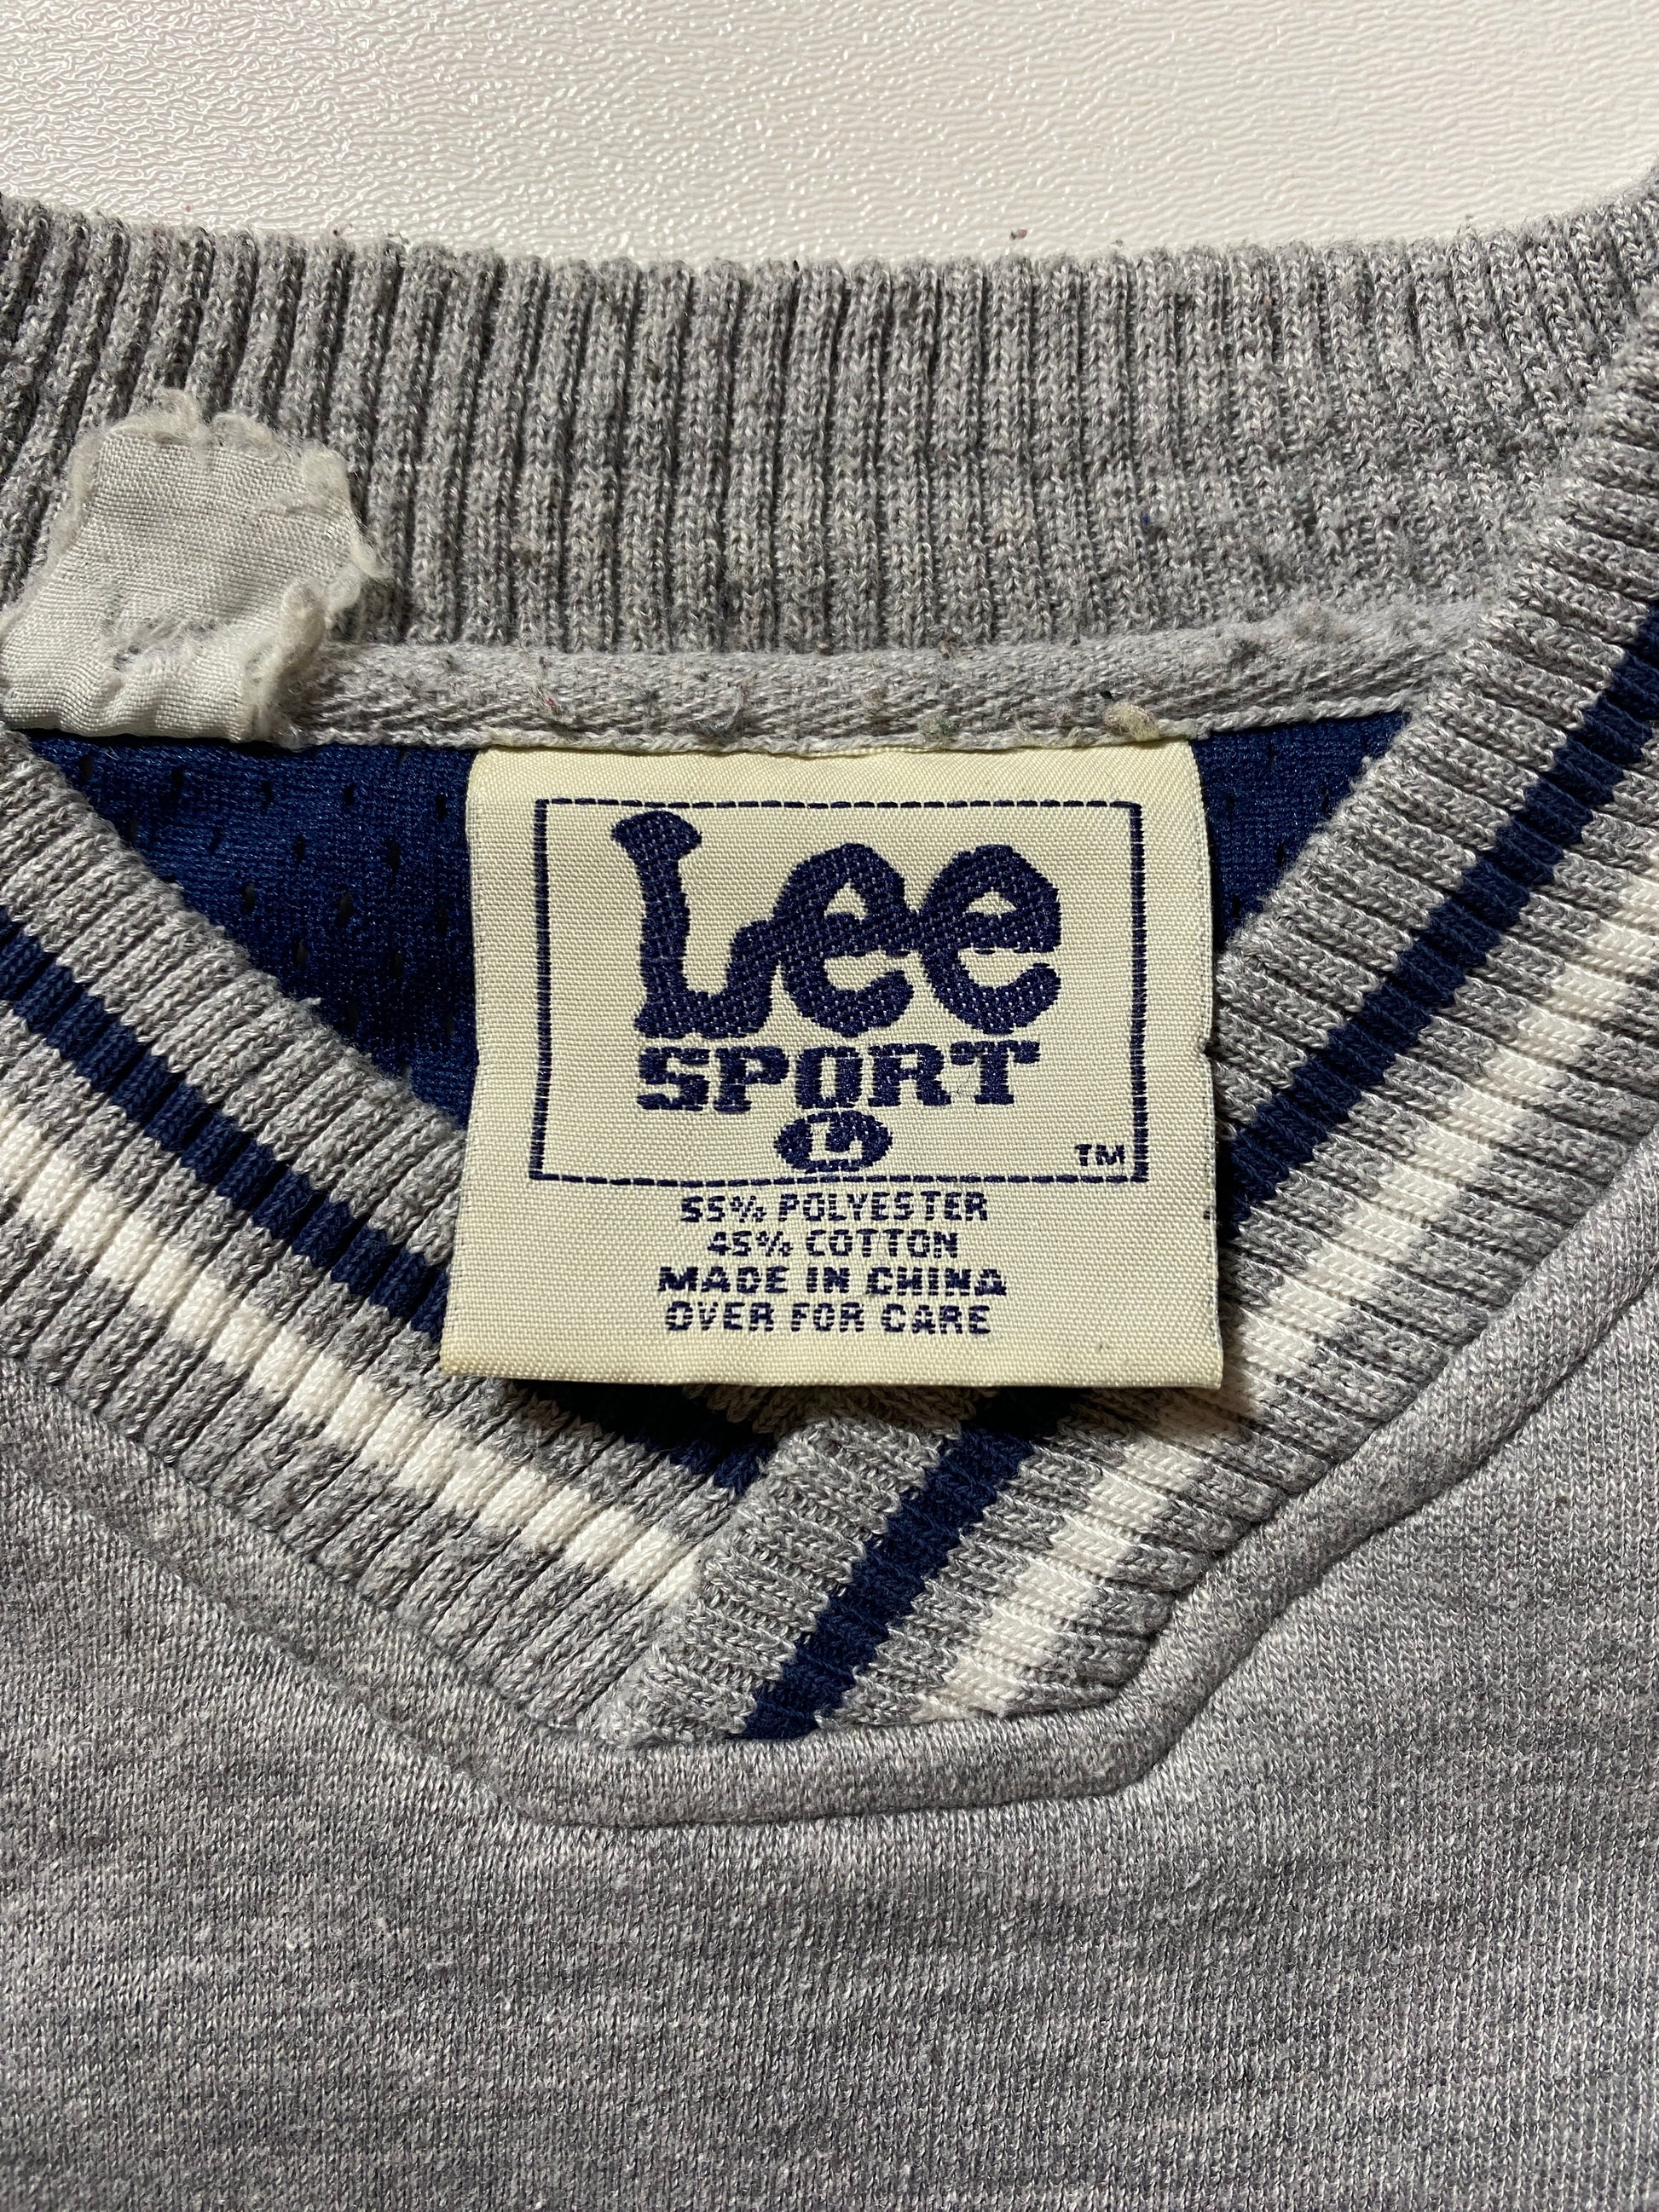 Lee
SPORT
L
TM
55% POLYESTER
45% COTTON
MADE IN CHINA
OVER FOR CARE